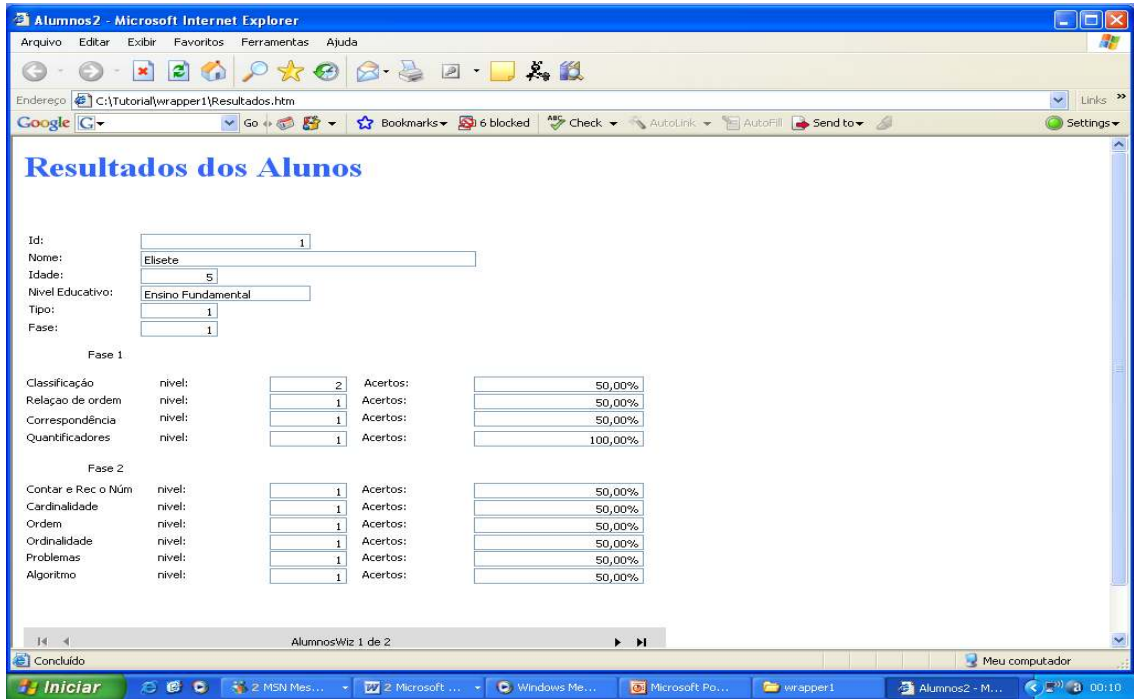 Alumnos2 - Microsoft Internet Explorer
Arquivo Editar Exibir Favoritos Ferramentas Ajuda
Endereço C:\Tutorial\wrapper1\Resultados.htm Links »
Google G Go 6 blocked Bookmarks ABC Check AutoLink AutoFill Send to Settings
Resultados dos Alunos
Id: 1
Nome: Elisete
Idade: 5
Nivel Educativo: Ensino Fundamental
Tipo: 1
Fase: 1
Fase 1
Classificação nivel: 2 Acertos: 50,00%
Relaçao de ordem nivel: 1 Acertos: 50,00%
Correspondência nivel: 1 Acertos: 50,00%
Quantificadores nivel: 1 Acertos: 100,00%
Fase 2
Contar e Rec o Núm nivel: 1 Acertos: 50,00%
Cardinalidade nivel: 1 Acertos: 50,00%
Ordem nivel: 1 Acertos: 50,00%
Ordinalidade nivel: 1 Acertos: 50,00%
Problemas nivel: 1 Acertos: 50,00%
Algoritmo nivel: 1 Acertos: 50,00%
AlumnosWiz 1 de 2
Concluído Meu computador
Iniciar 2 MSN Mes... 2 Microsoft ... Windows Me... Microsoft Po... wrapper1 Alumnos2 - M... 00:10